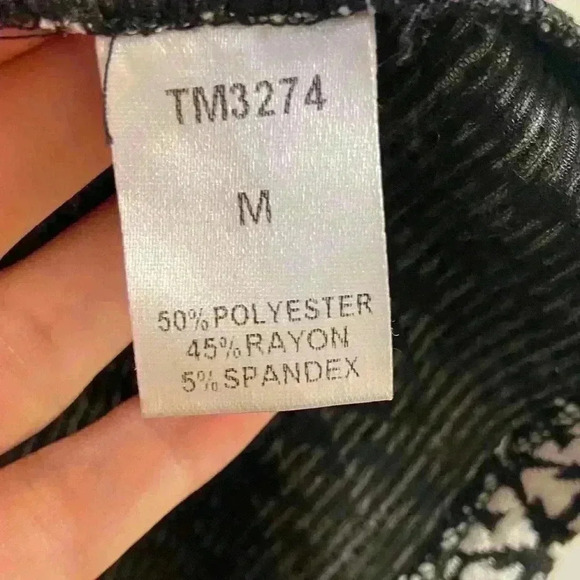 TM3274
M
50% POLYESTER
45% RAYON
5% SPANDEX